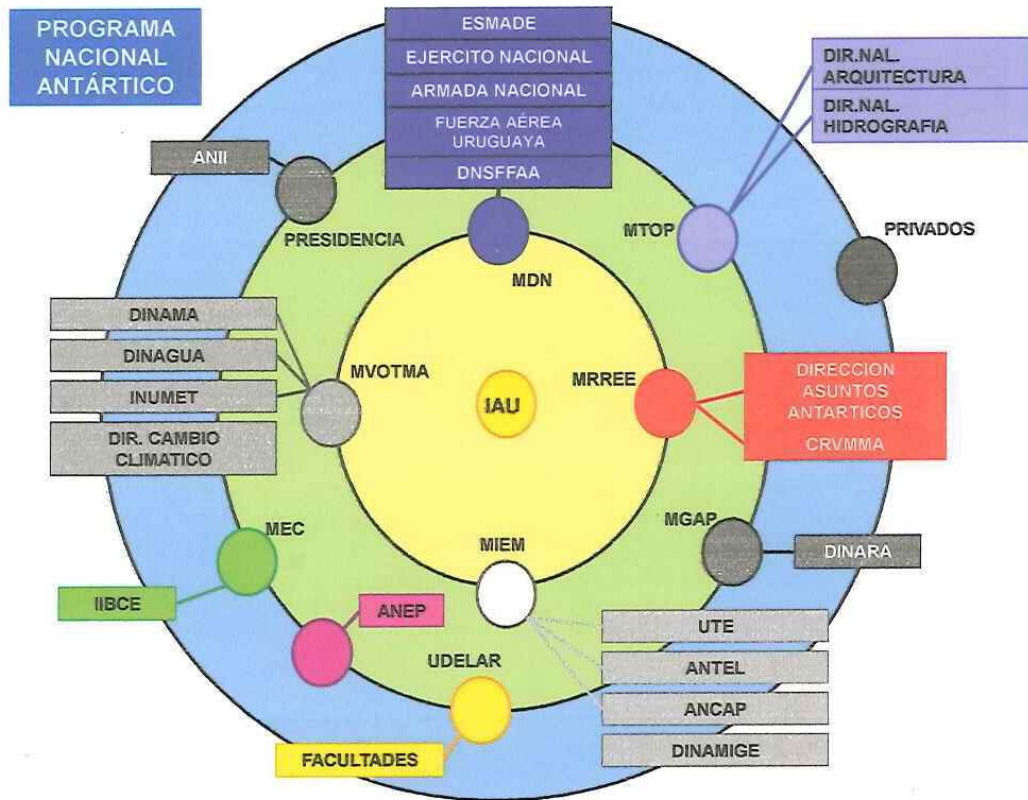 PROGRAMA
NACIONAL
ANTÁRTICO
ESMADE
EJERCITO NACIONAL
ARMADA NACIONAL
FUERZA AÉREA
URUGUAYA
DNSFFAA
DIR.NAL.
ARQUITECTURA
DIR.NAL.
HIDROGRAFIA
ANII
PRESIDENCIA
MTOP
PRIVADOS
MDN
DINAMA
DINAGUA
INUMET
DIR. CAMBIO
CLIMATICO
MVOTMA
IAU
MRREE
DIRECCION
ASUNTOS
ANTARTICOS
CRVMMA
MEC
MIEM
MGAP
DINARA
IIBCE
ANEP
UDELAR
UTE
ANTEL
ANCAP
DINAMIGE
FACULTADES